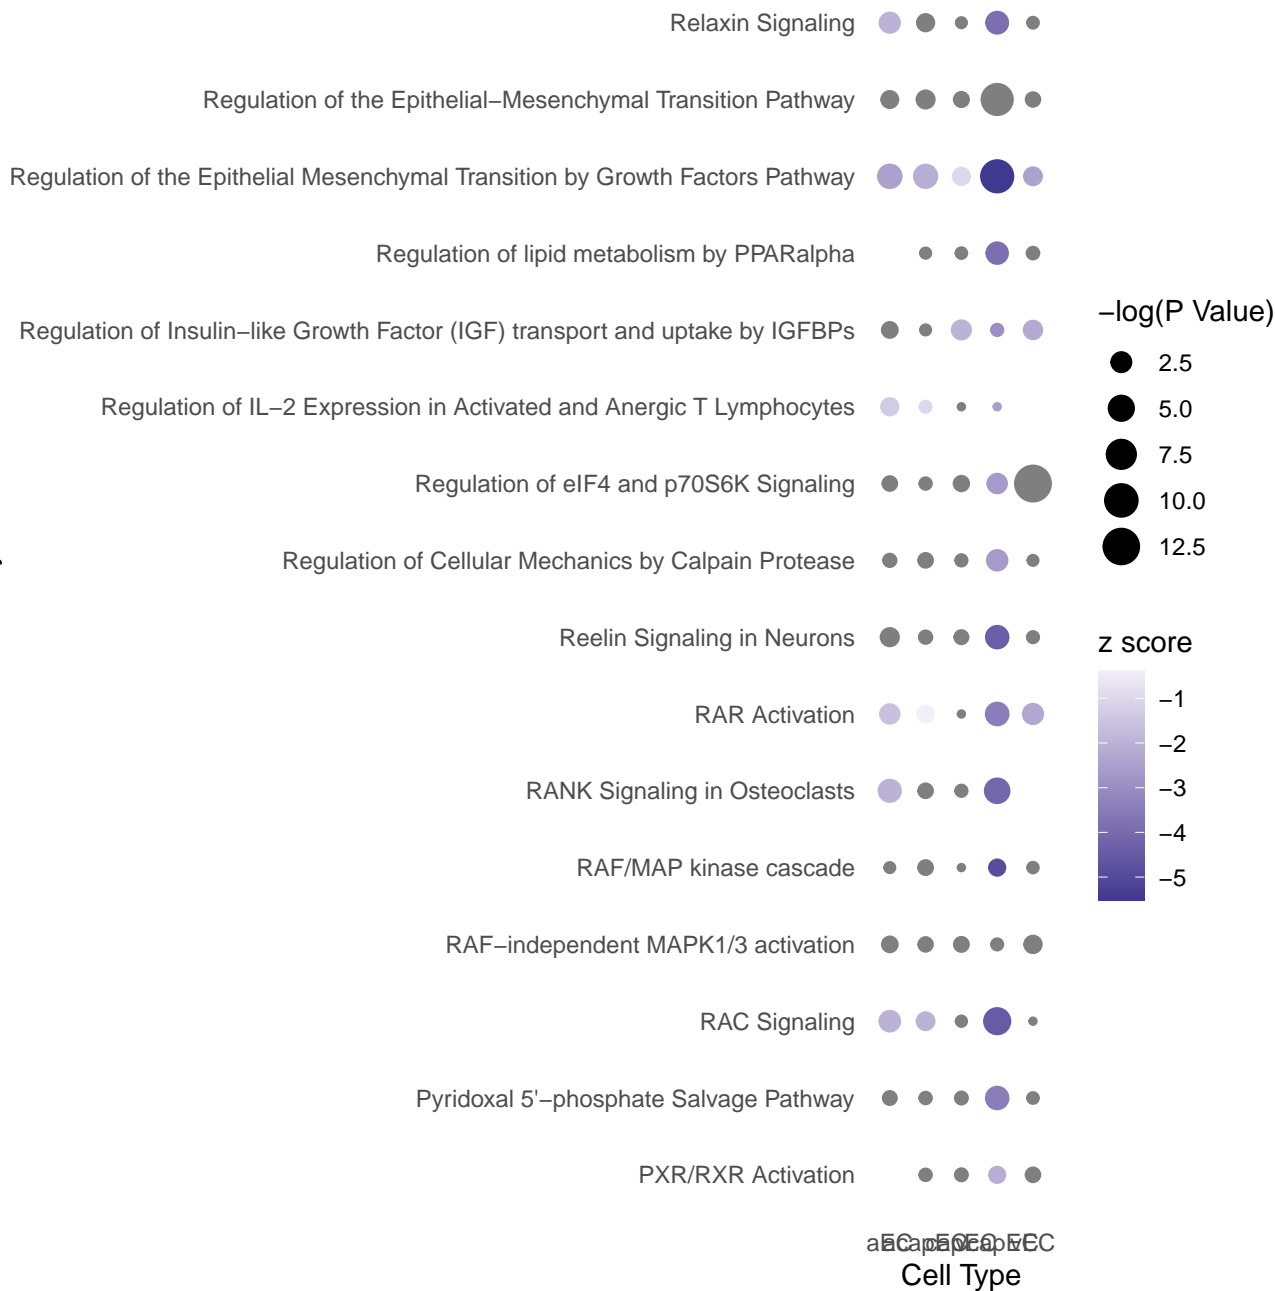 Relaxin Signaling
Regulation of the Epithelial−Mesenchymal Transition Pathway
Regulation of the Epithelial Mesenchymal Transition by Growth Factors Pathway
Regulation of lipid metabolism by PPARalpha
Regulation of Insulin−like Growth Factor (IGF) transport and uptake by IGFBPs
Regulation of IL−2 Expression in Activated and Anergic T Lymphocytes
Regulation of eIF4 and p70S6K Signaling
Regulation of Cellular Mechanics by Calpain Protease
Reelin Signaling in Neurons
RAR Activation
RANK Signaling in Osteoclasts
RAF/MAP kinase cascade
RAF−independent MAPK1/3 activation
RAC Signaling
Pyridoxal 5'−phosphate Salvage Pathway
PXR/RXR Activation
Cell Type
−log(P Value)
2.5
5.0
7.5
10.0
12.5
z score
−1
−2
−3
−4
−5